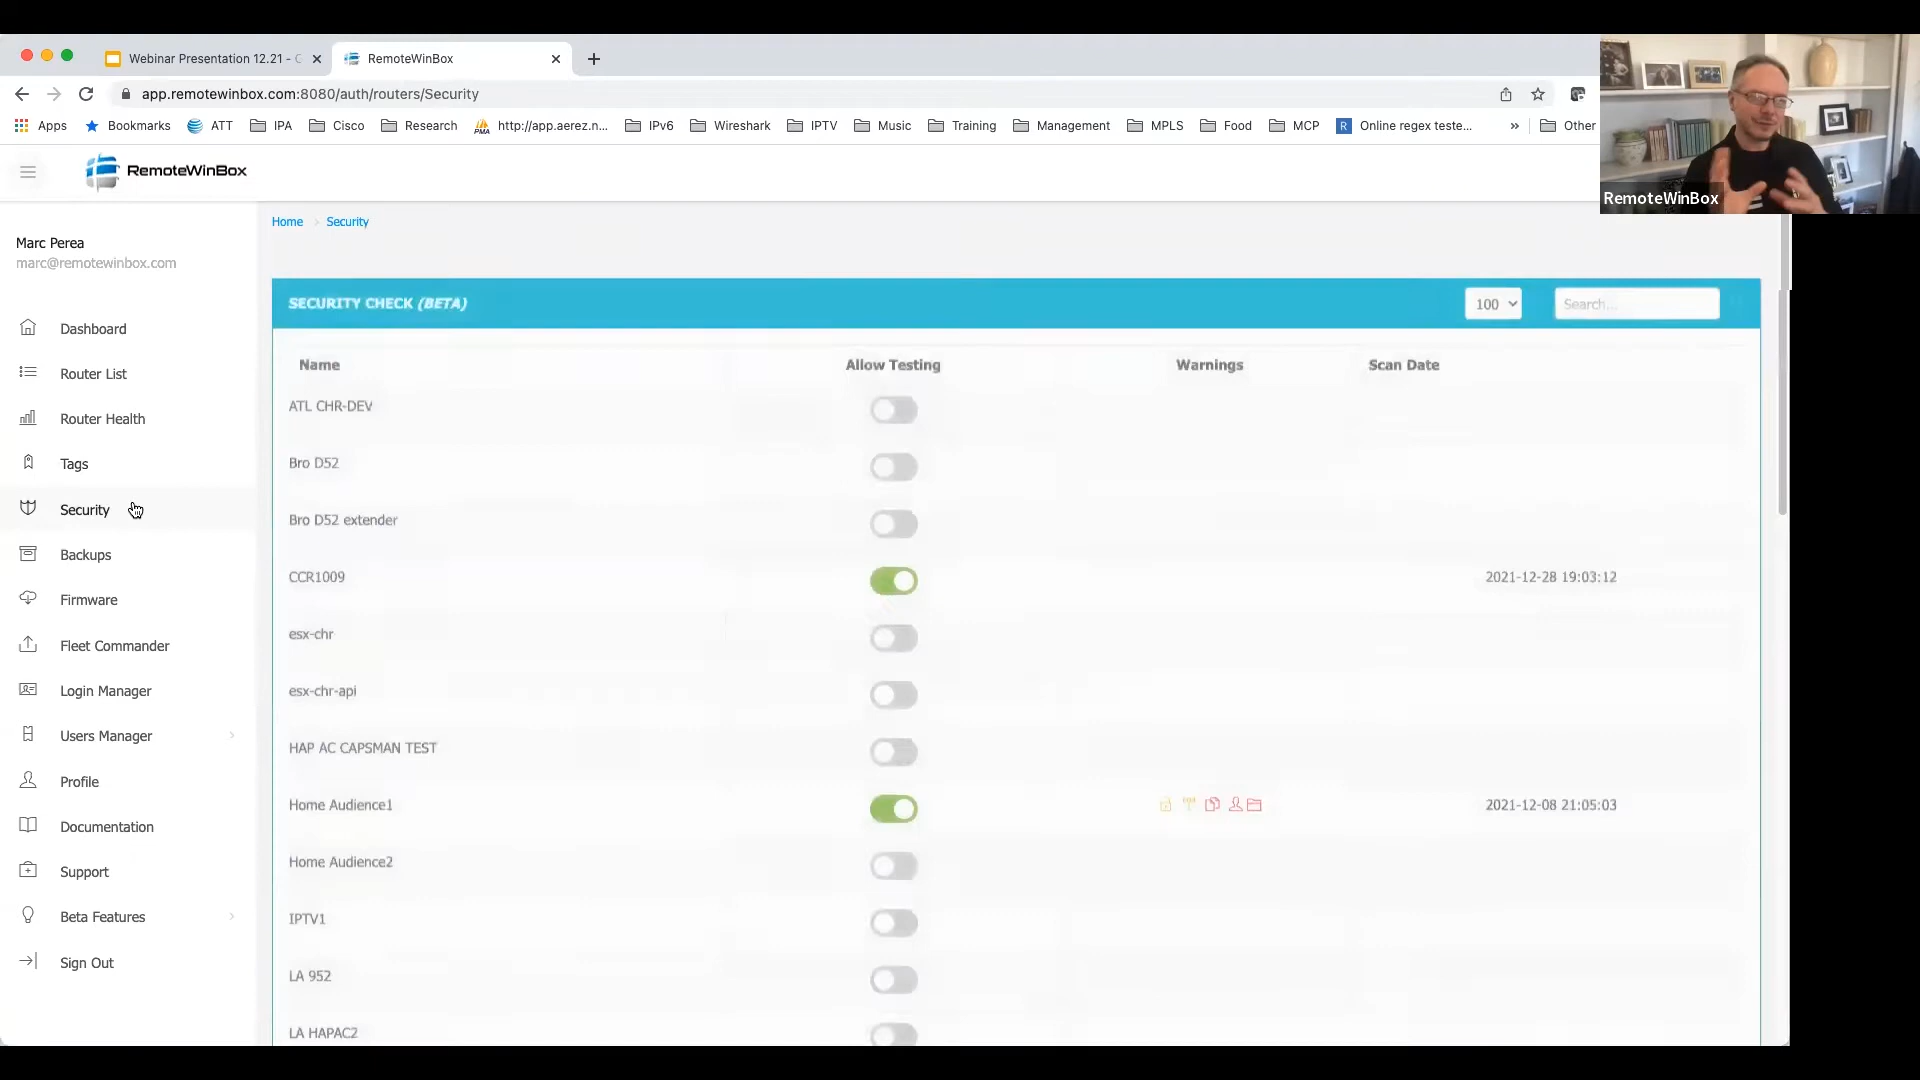 Webinar Presentation 12.21 - C
RemoteWinBox
app.remotewinbox.com:8080/auth/routers/Security
Apps
Bookmarks
ATT
IPA
Cisco
Research
PMA
http://app.aerez.n...
IPv6
Wireshark
IPTV
Music
Training
Management
MPLS
Food
MCP
R
Online regex teste...
»
Other
RemoteWinBox
RemoteWinBox
Home > Security
Marc Perea
marc@remotewinbox.com
Dashboard
Router List
Router Health
Tags
Security
Backups
Firmware
Fleet Commander
Login Manager
Users Manager
Profile
Documentation
Support
Beta Features
Sign Out
SECURITY CHECK (BETA)
100
Search...
Name Allow Testing Warnings Scan Date
ATL CHR-DEV
Bro D52
Bro D52 extender
CCR1009 2021-12-28 19:03:12
esx-chr
esx-chr-api
HAP AC CAPSMAN TEST
Home Audience1 2021-12-08 21:05:03
Home Audience2
IPTV1
LA 952
LA HAPAC2